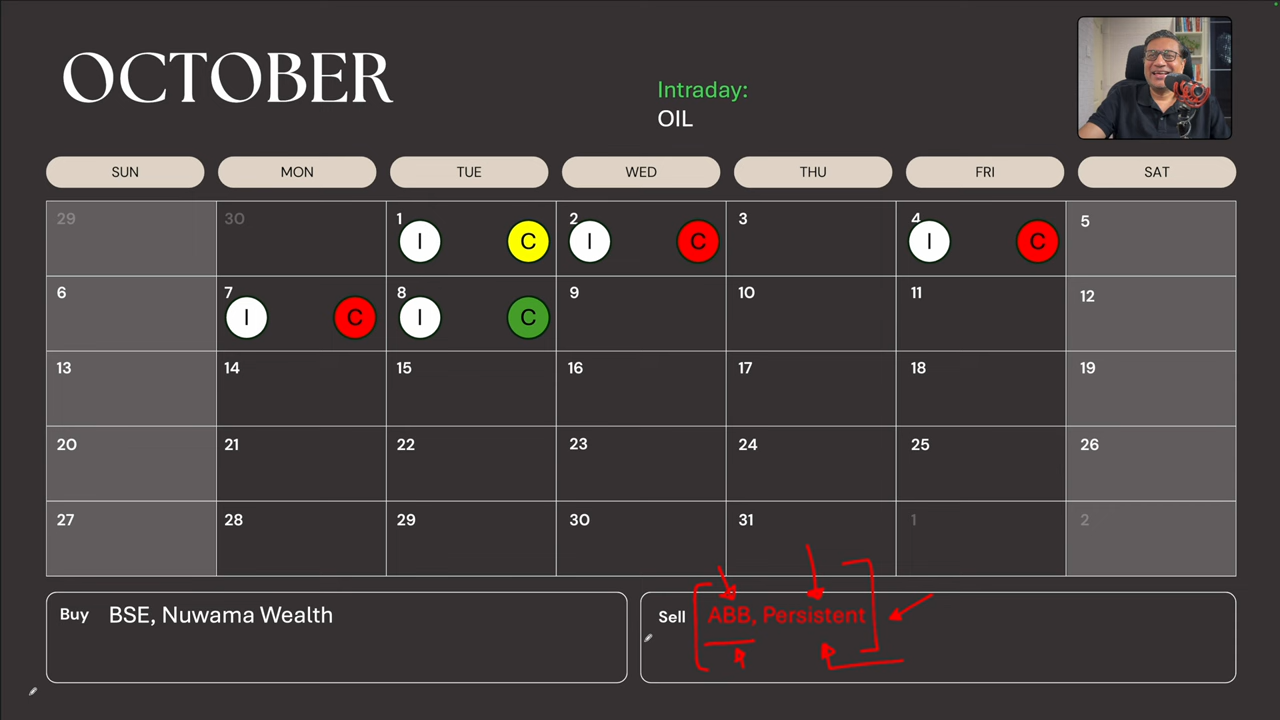 OCTOBER
Intraday:
OIL
SUN MON TUE WED THU FRI SAT
29 30 1 I C 2 I C 3 4 I C 5
6 7 I C 8 I C 9 10 11 12
13 14 15 16 17 18 19
20 21 22 23 24 25 26
27 28 29 30 31 1 2
Buy BSE, Nuwama Wealth
Sell ABB, Persistent